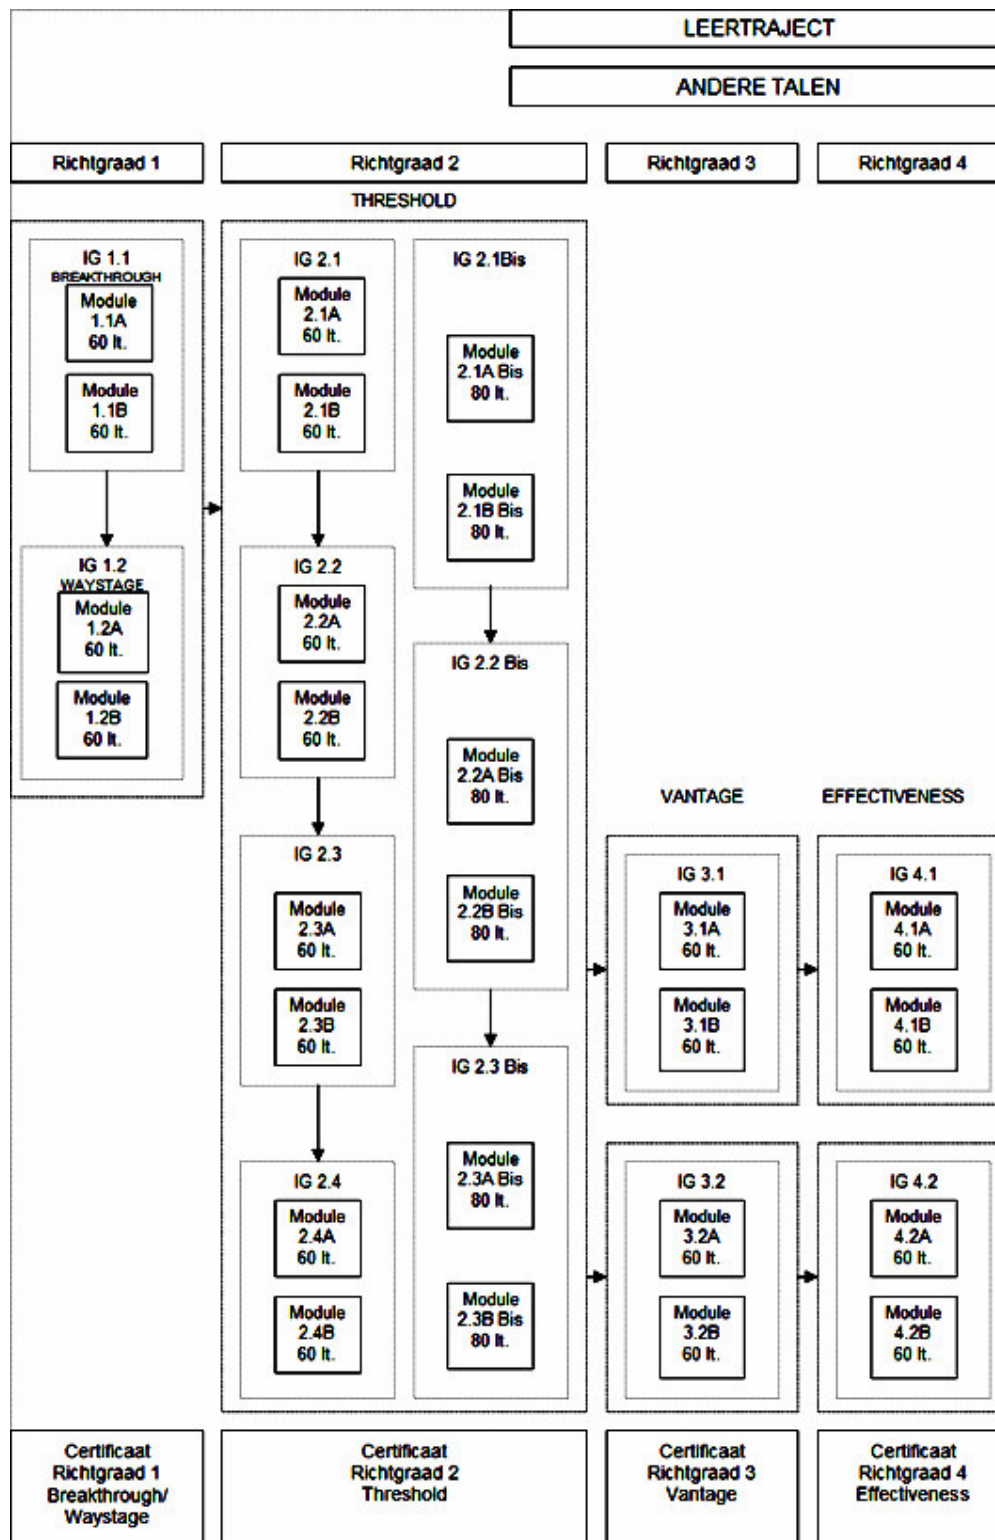 LEERTRAJECT
ANDERE TALEN
Richtgraad 1
Richtgraad 2
Richtgraad 3
Richtgraad 4
THRESHOLD
IG 1.1
BREAKTHROUGH
Module
1.1A
60 lt.
Module
1.1B
60 lt.
IG 1.2
WAYSTAGE
Module
1.2A
60 lt.
Module
1.2B
60 lt.
IG 2.1
Module
2.1A
60 lt.
Module
2.1B
60 lt.
IG 2.2
Module
2.2A
60 lt.
Module
2.2B
60 lt.
IG 2.3
Module
2.3A
60 lt.
Module
2.3B
60 lt.
IG 2.4
Module
2.4A
60 lt.
Module
2.4B
60 lt.
IG 2.1Bis
Module
2.1A Bis
80 lt.
Module
2.1B Bis
80 lt.
IG 2.2 Bis
Module
2.2A Bis
80 lt.
Module
2.2B Bis
80 lt.
IG 2.3 Bis
Module
2.3A Bis
80 lt.
Module
2.3B Bis
80 lt.
VANTAGE
IG 3.1
Module
3.1A
60 lt.
Module
3.1B
60 lt.
IG 3.2
Module
3.2A
60 lt.
Module
3.2B
60 lt.
EFFECTIVENESS
IG 4.1
Module
4.1A
60 lt.
Module
4.1B
60 lt.
IG 4.2
Module
4.2A
60 lt.
Module
4.2B
60 lt.
Certificaat
Richtgraad 1
Breakthrough/
Waystage
Certificaat
Richtgraad 2
Threshold
Certificaat
Richtgraad 3
Vantage
Certificaat
Richtgraad 4
Effectiveness